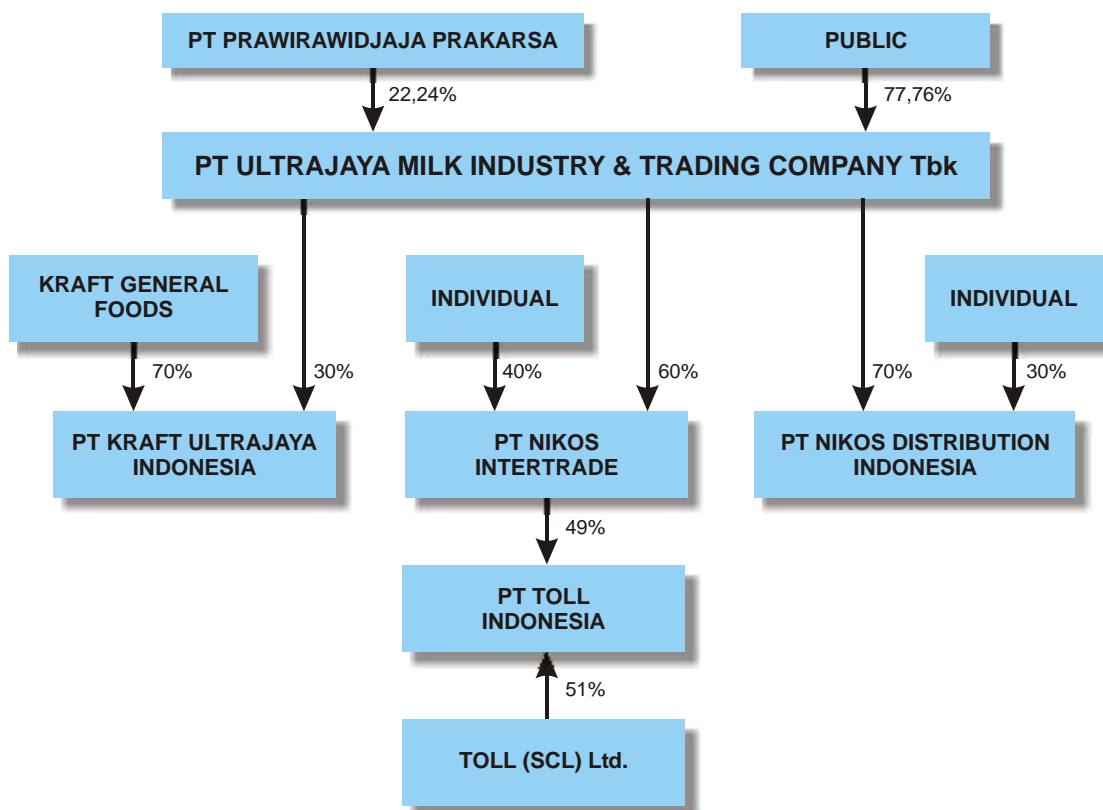 PT PRAWIRAWIDJAJA PRAKARSA
PUBLIC
22,24%
77,76%
PT ULTRAJAYA MILK INDUSTRY & TRADING COMPANY Tbk
KRAFT GENERAL
FOODS
INDIVIDUAL
INDIVIDUAL
70%
30%
40%
60%
70%
30%
PT KRAFT ULTRAJAYA
INDONESIA
PT NIKOS
INTERTRADE
PT NIKOS DISTRIBUTION
INDONESIA
49%
PT TOLL
INDONESIA
51%
TOLL (SCL) Ltd.